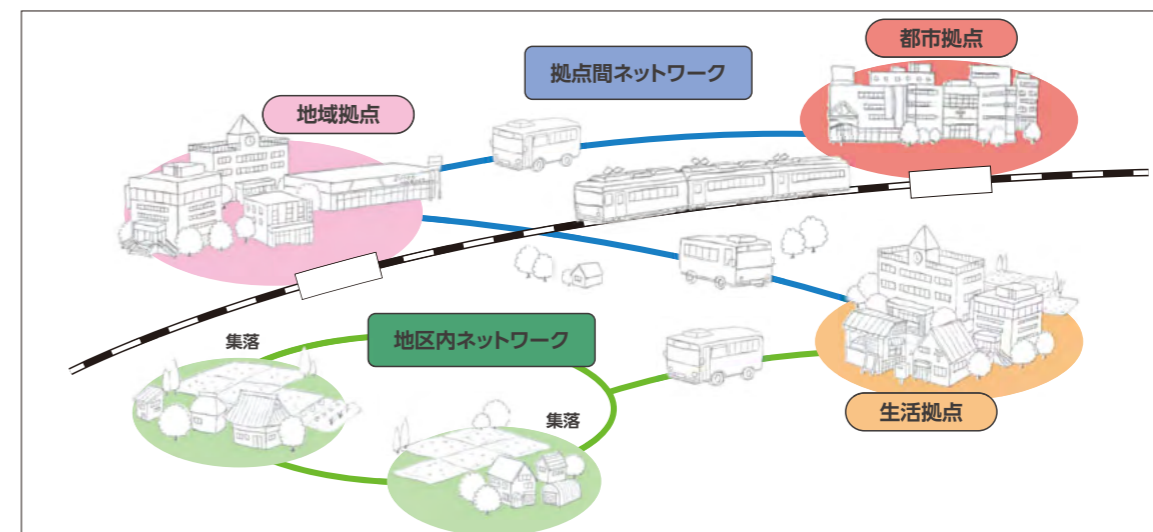 都市拠点
拠点間ネットワーク
地域拠点
地区内ネットワーク
集落
集落
生活拠点